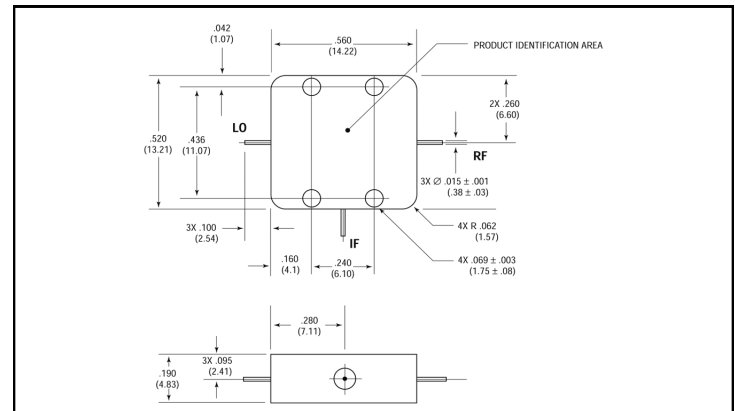 .042
(1.07)
.560
(14.22)
PRODUCT IDENTIFICATION AREA
2X .260
(6.60)
.520
(13.21)
.436
(11.07)
LO
RF
3X Ø .015 ± .001
(.38 ± .03)
3X .100
(2.54)
IF
4X R .062
(1.57)
.160
(4.1)
.240
(6.10)
4X .069 ± .003
(1.75 ± .08)
.280
(7.11)
3X .095
(2.41)
.190
(4.83)